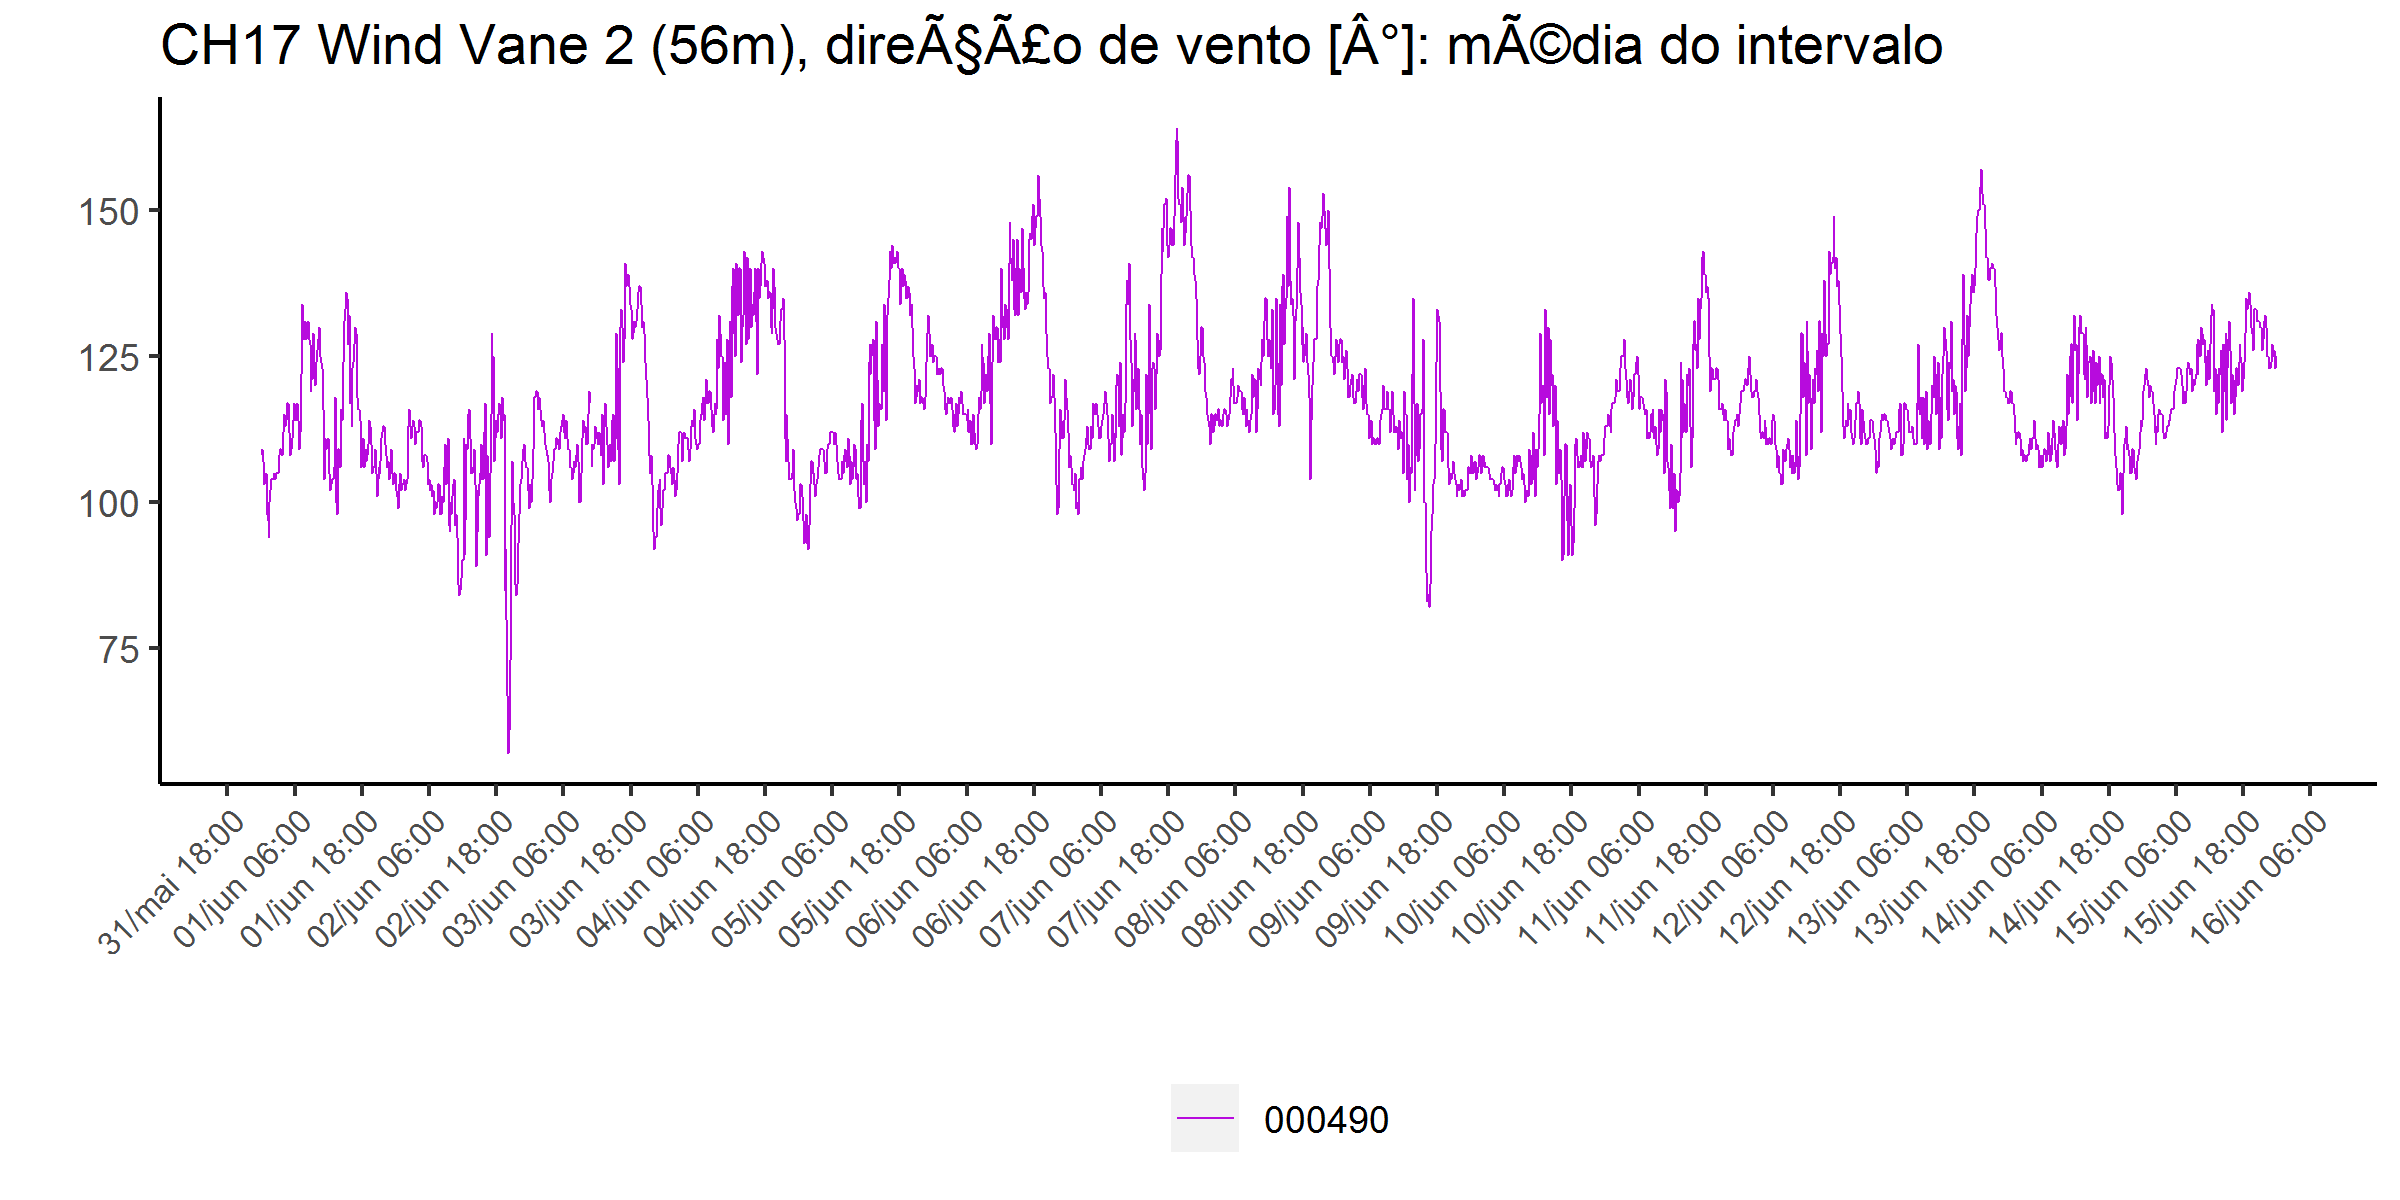 CH17 Wind Vane 2 (56m), direÃ§Ã£o de vento [Â°]: mÃ©dia do intervalo
150
125
100
75
31/mai 18:00
01/jun 06:00
01/jun 18:00
02/jun 06:00
02/jun 18:00
03/jun 06:00
03/jun 18:00
04/jun 06:00
04/jun 18:00
05/jun 06:00
05/jun 18:00
06/jun 06:00
06/jun 18:00
07/jun 06:00
07/jun 18:00
08/jun 06:00
08/jun 18:00
09/jun 06:00
09/jun 18:00
10/jun 06:00
10/jun 18:00
11/jun 06:00
11/jun 18:00
12/jun 06:00
12/jun 18:00
13/jun 06:00
13/jun 18:00
14/jun 06:00
14/jun 18:00
15/jun 06:00
15/jun 18:00
16/jun 06:00
000490